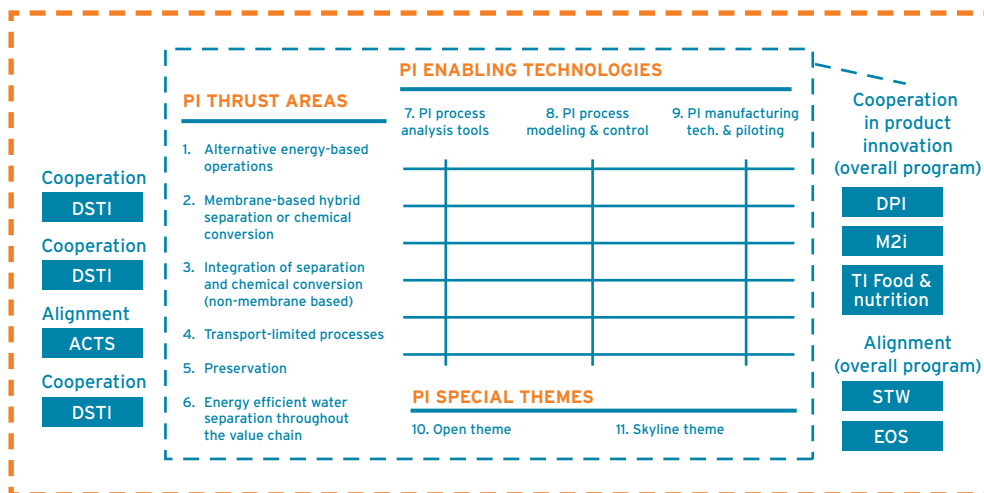 PI ENABLING TECHNOLOGIES
PI THRUST AREAS
7. PI process
analysis tools
8. PI process
modeling & control
9. PI manufacturing
tech. & piloting
1. Alternative energy-based
operations
2. Membrane-based hybrid
separation or chemical
conversion
3. Integration of separation
and chemical conversion
(non-membrane based)
4. Transport-limited processes
5. Preservation
6. Energy efficient water
separation throughout
the value chain
PI SPECIAL THEMES
10. Open theme
11. Skyline theme
Cooperation
DSTI
Cooperation
DSTI
Alignment
ACTS
Cooperation
DSTI
Cooperation
in product
innovation
(overall program)
DPI
M2i
TI Food &
nutrition
Alignment
(overall program)
STW
EOS